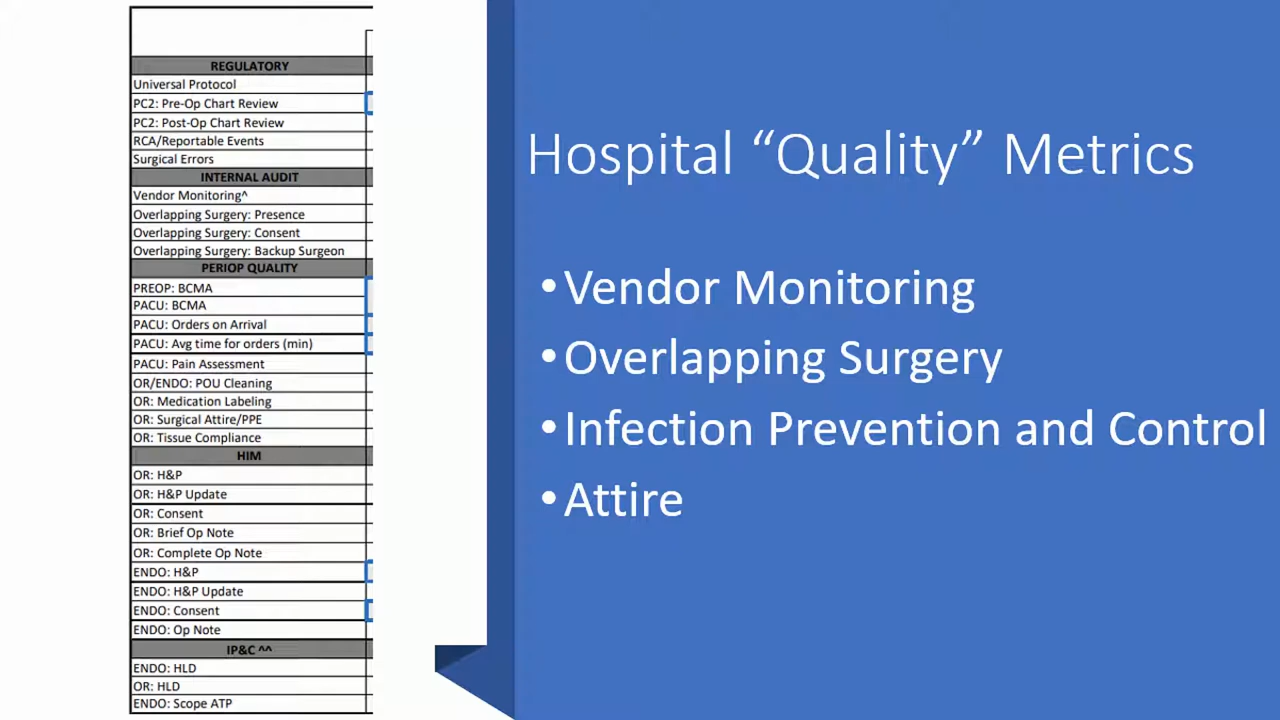 REGULATORY
Universal Protocol
PC2: Pre-Op Chart Review
PC2: Post-Op Chart Review
RCA/Reportable Events
Surgical Errors
INTERNAL AUDIT
Vendor Monitoring^
Overlapping Surgery: Presence
Overlapping Surgery: Consent
Overlapping Surgery: Backup Surgeon
PERIOP QUALITY
PREOP: BCMA
PACU: BCMA
PACU: Orders on Arrival
PACU: Avg time for orders (min)
PACU: Pain Assessment
OR/ENDO: POU Cleaning
OR: Medication Labeling
OR: Surgical Attire/PPE
OR: Tissue Compliance
HIM
OR: H&P
OR: H&P Update
OR: Consent
OR: Brief Op Note
OR: Complete Op Note
ENDO: H&P
ENDO: H&P Update
ENDO: Consent
ENDO: Op Note
IP&C ^^
ENDO: HLD
OR: HLD
ENDO: Scope ATP
Hospital “Quality” Metrics
• Vendor Monitoring
• Overlapping Surgery
• Infection Prevention and Control
• Attire